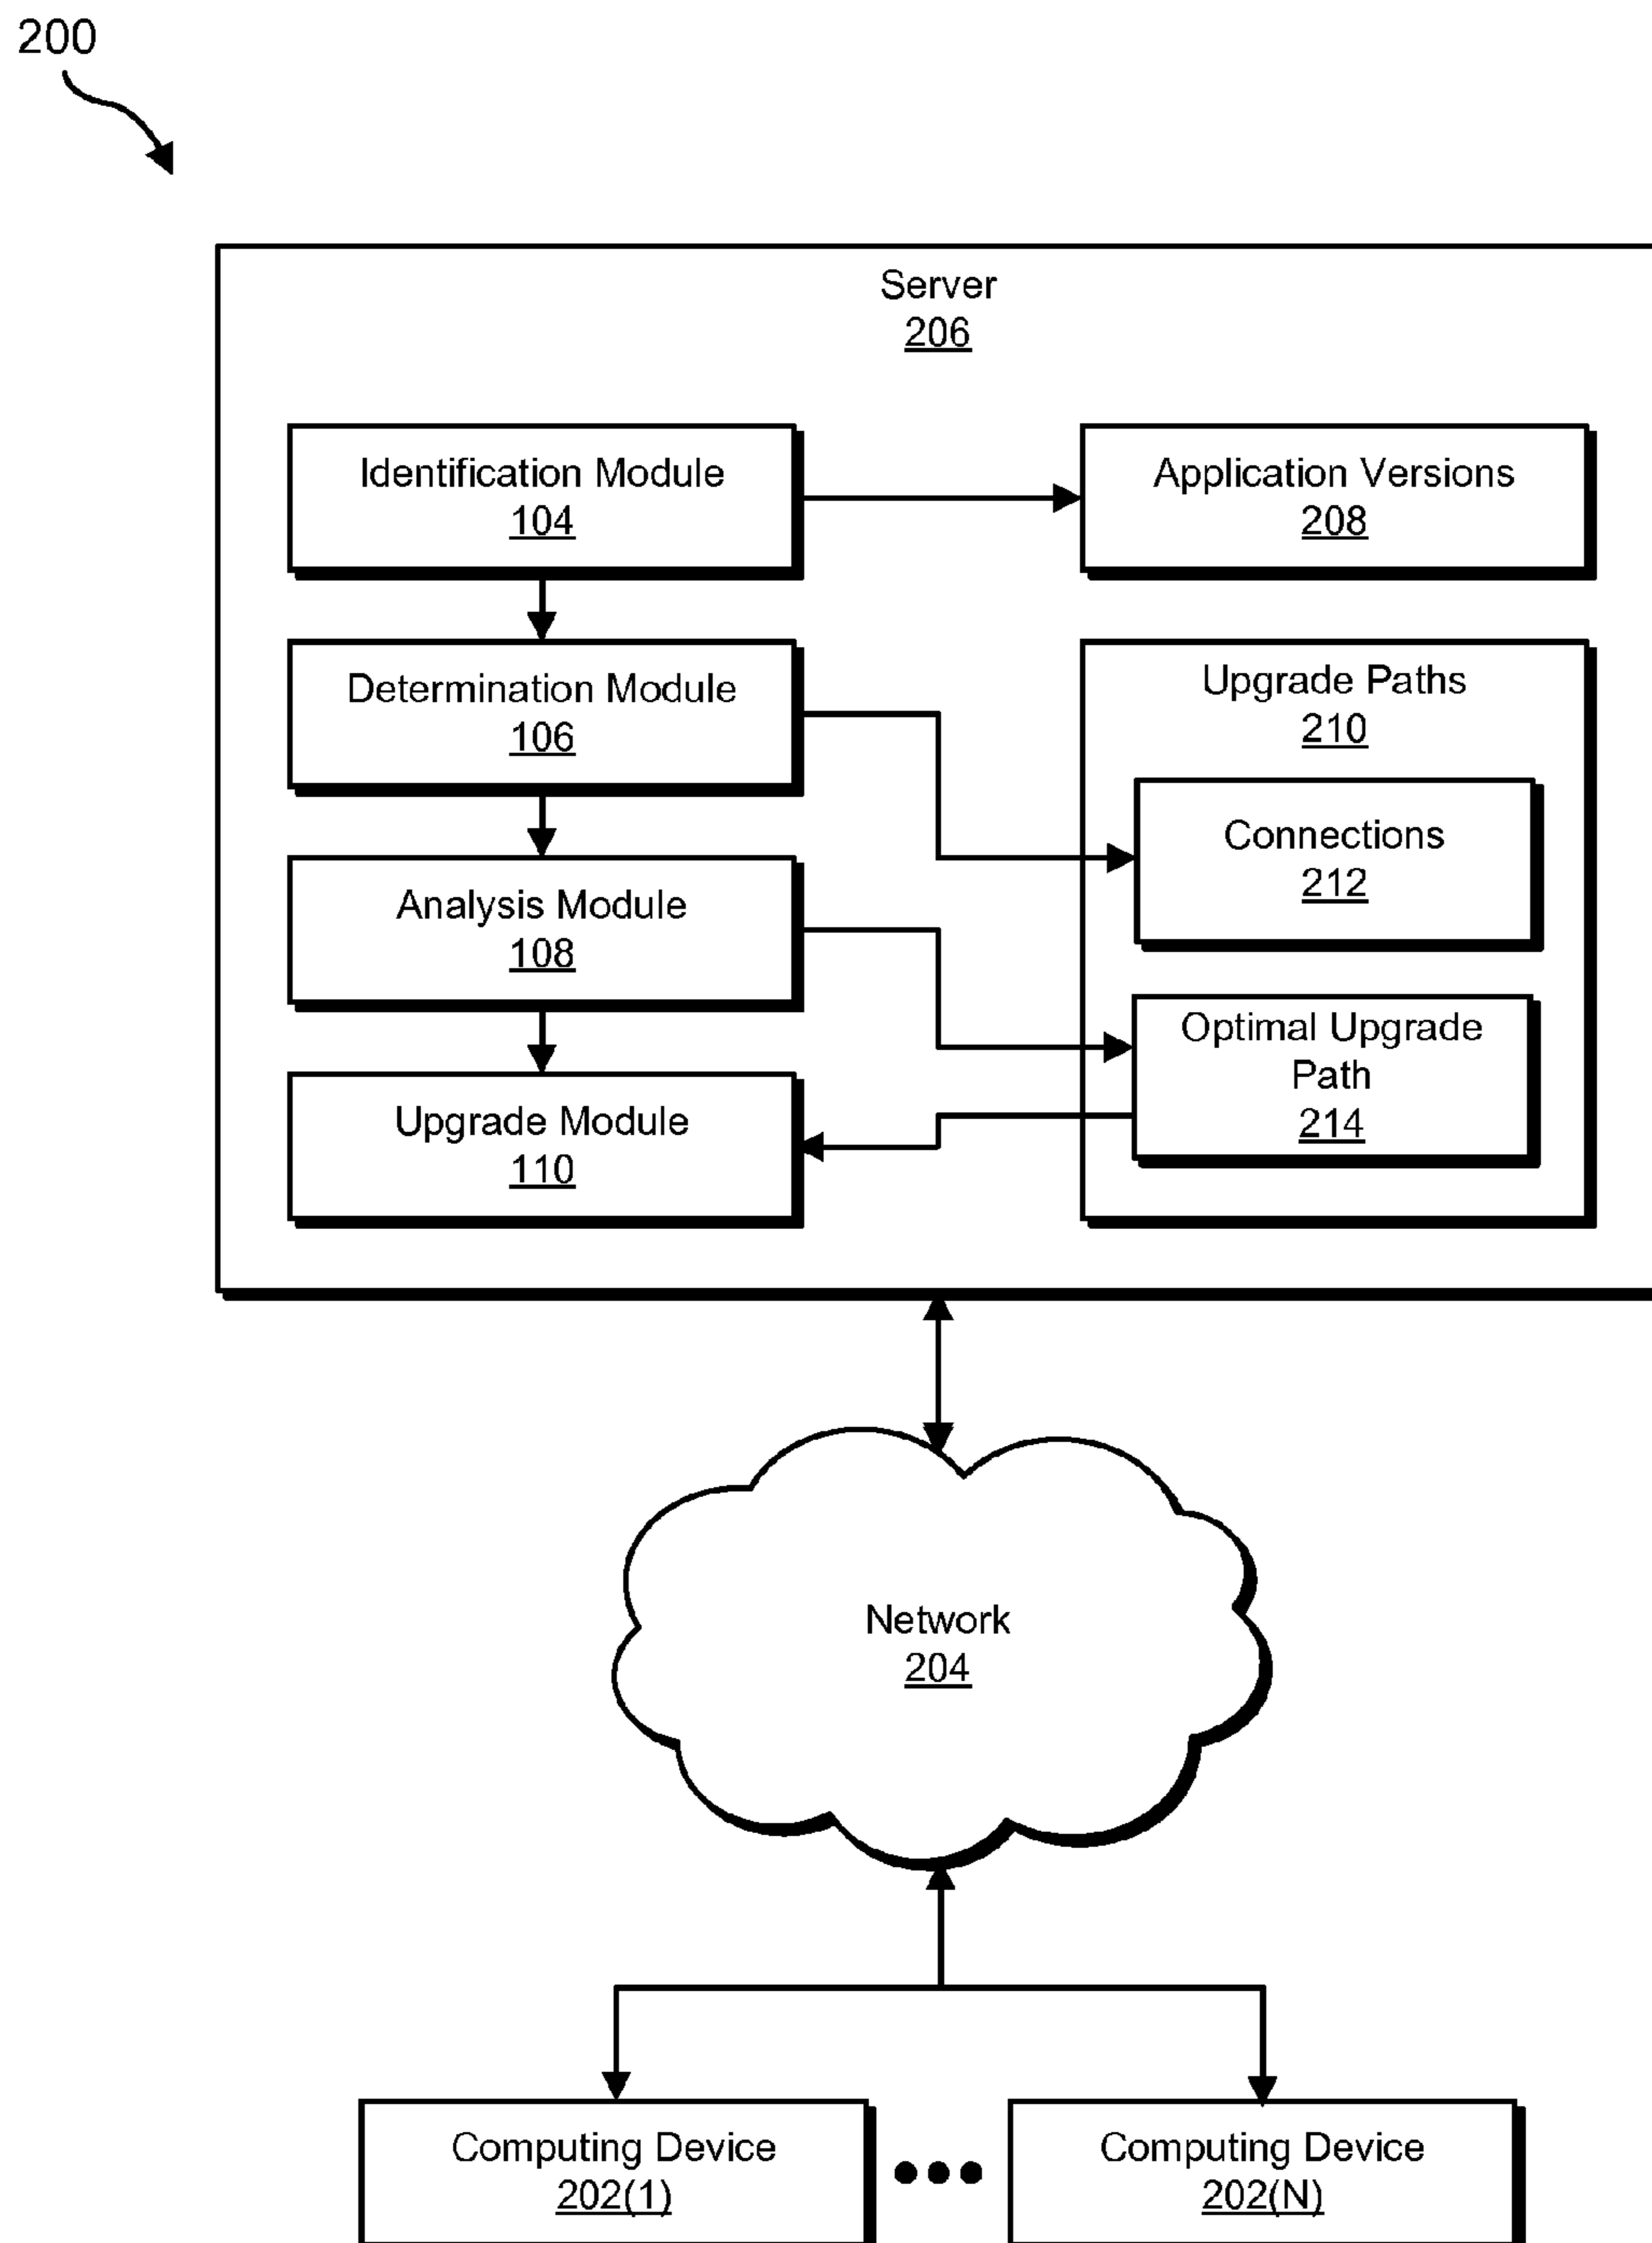 200
Server
206
Identification Module
104
Application Versions
208
Determination Module
106
Upgrade Paths
210
Connections
212
Analysis Module
108
Optimal Upgrade
Path
214
Upgrade Module
110
Network
204
Computing Device
202(1)
Computing Device
202(N)